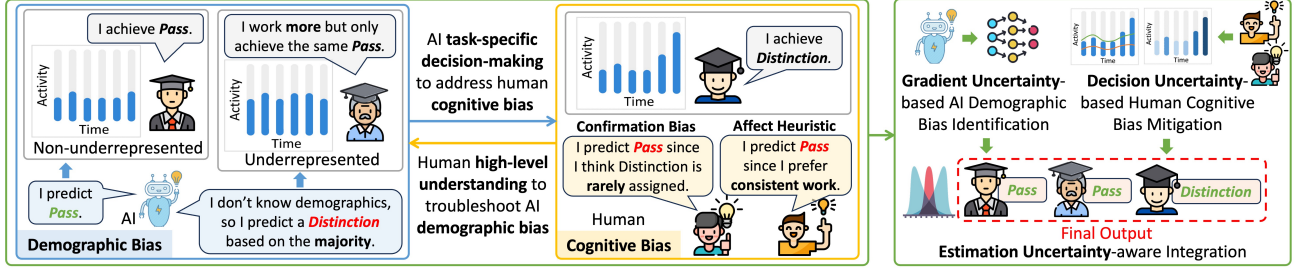 I achieve Pass.
Activity
Time
Non-underrepresented
I work more but only
achieve the same Pass.
Activity
Time
Underrepresented
I predict
Pass.
AI
I don't know demographics,
so I predict a Distinction
based on the majority.
Demographic Bias
AI task-specific
decision-making
to address human
cognitive bias
Human high-level
understanding to
troubleshoot AI
demographic bias
Activity
Time
I achieve
Distinction.
Confirmation Bias
I predict Pass since
I think Distinction is
rarely assigned.
Affect Heuristic
I predict Pass
since I prefer
consistent work.
Human
Cognitive Bias
Activity
Time
Time
Gradient Uncertainty-
based AI Demographic
Bias Identification
Decision Uncertainty-
based Human Cognitive
Bias Mitigation
Pass
Pass
Distinction
Final Output
Estimation Uncertainty-aware Integration